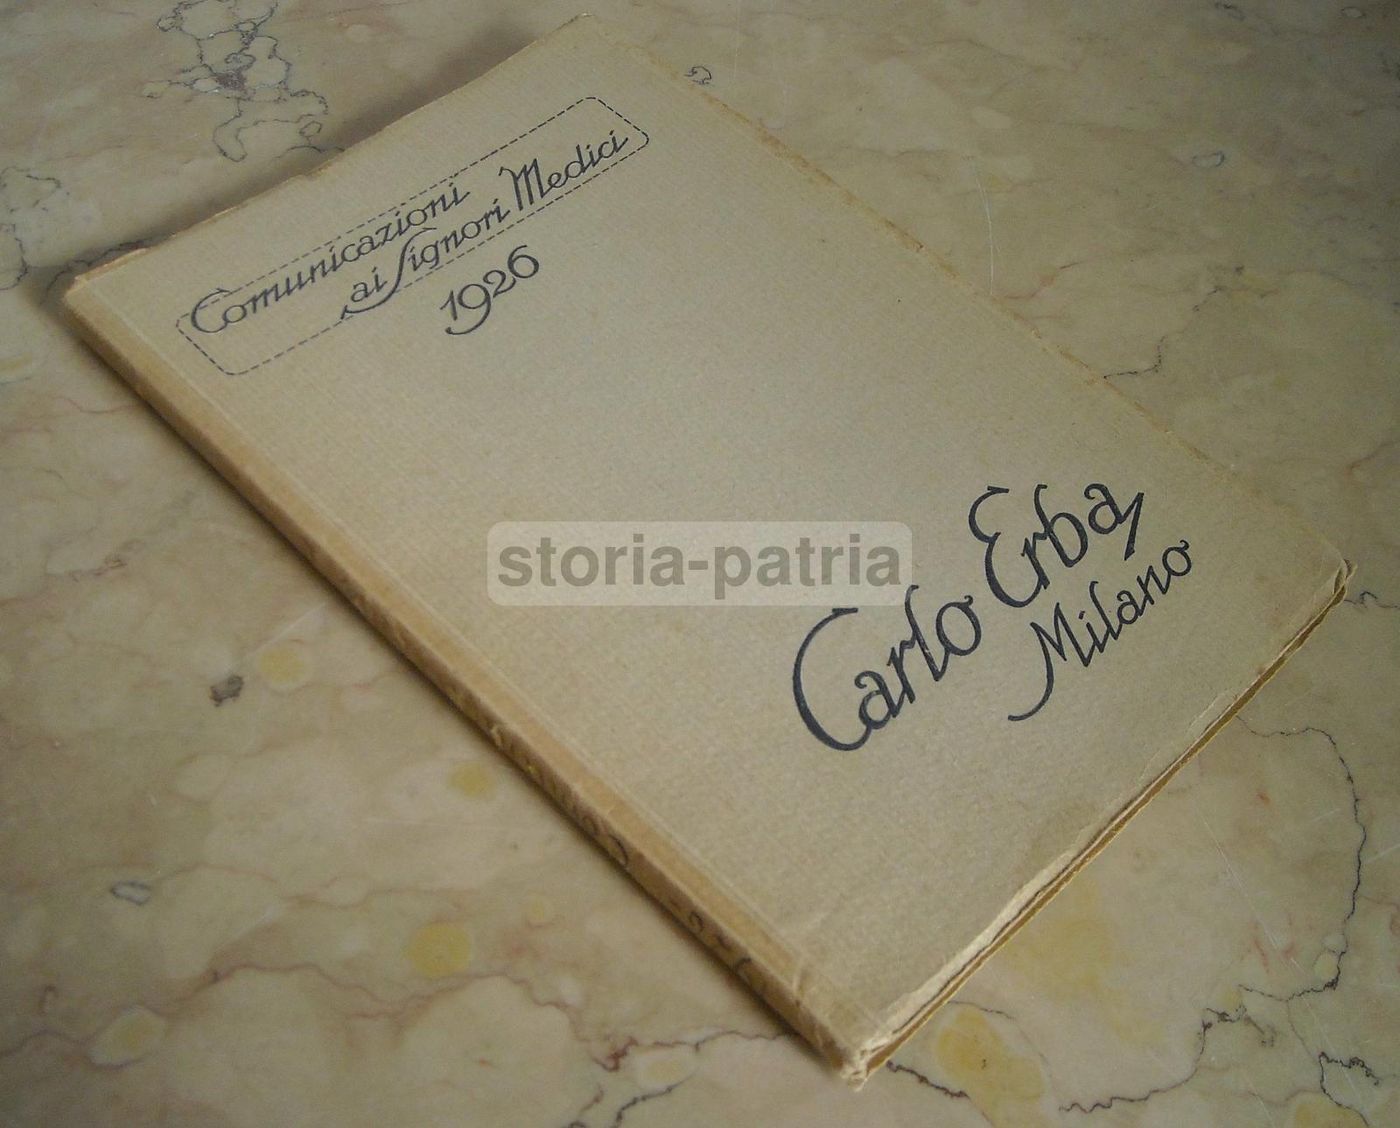 Comunicazioni
ai Signori Medici
1926
storia-patria
Carlo Erba,
Milano